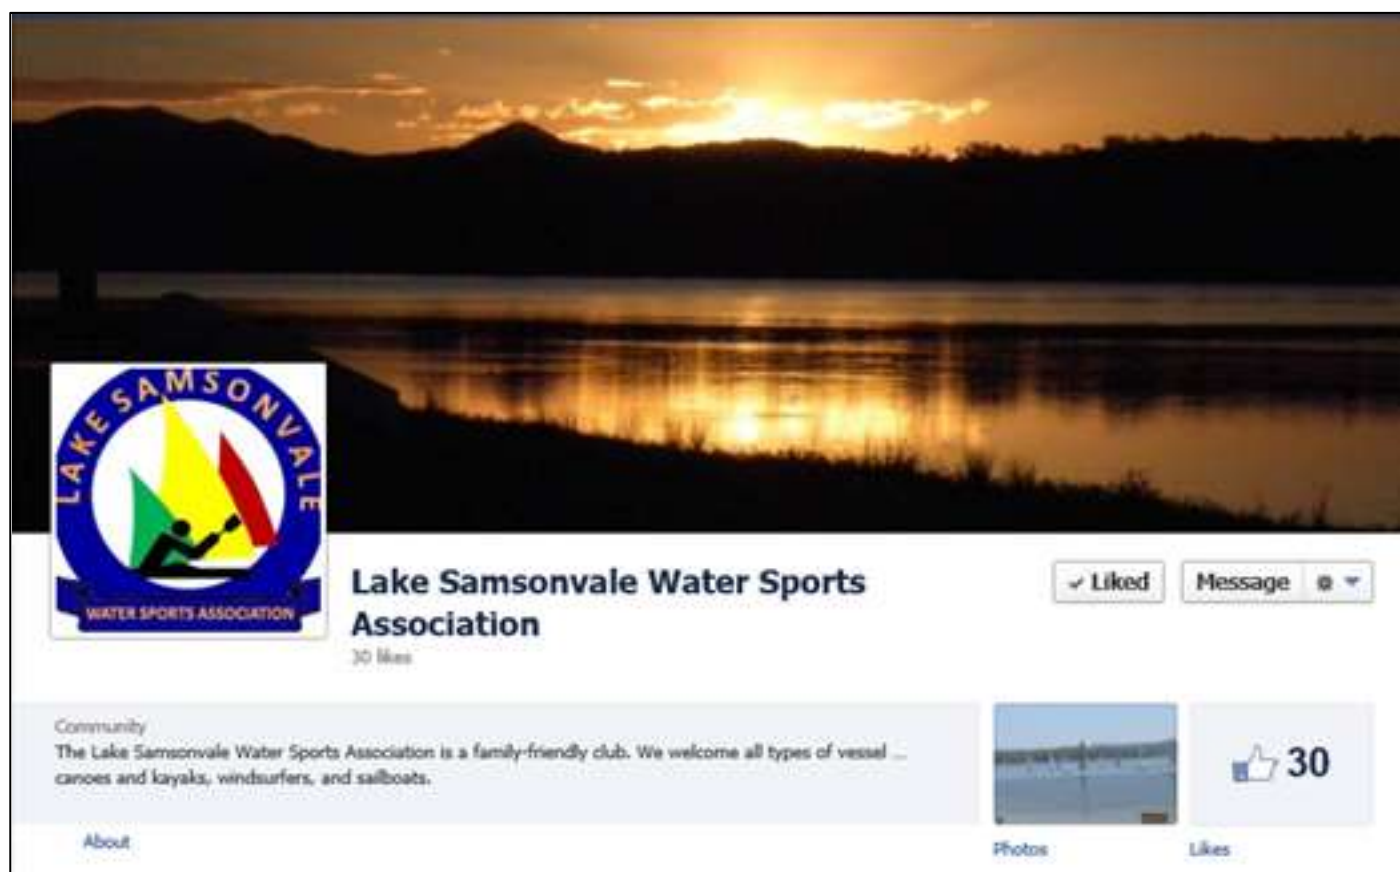 LAKE SAMSONVALE
WATER SPORTS ASSOCIATION
Lake Samsonvale Water Sports
Association
30 likes
Liked
Message
Community
The Lake Samsonvale Water Sports Association is a family-friendly club. We welcome all types of vessel ...
canoes and kayaks, windsurfers, and sailboats.
30
About
Photos
Likes